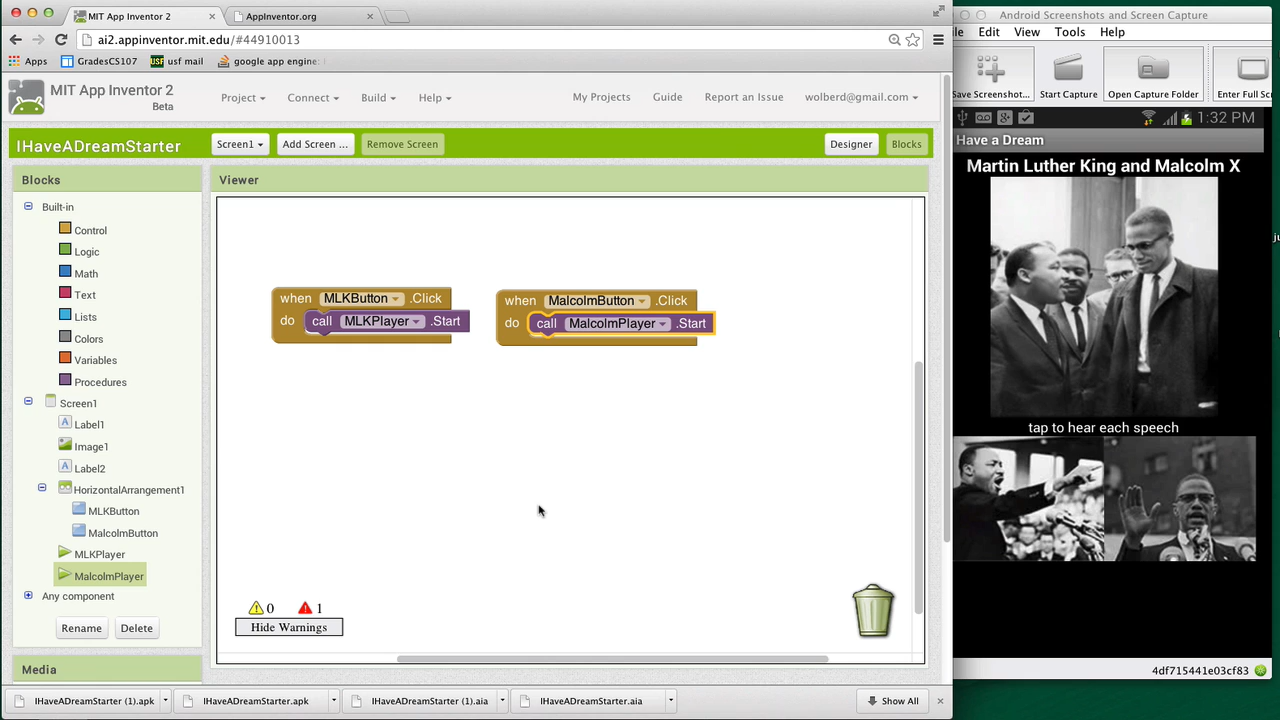 MIT App Inventor 2
AppInventor.org
ai2.appinventor.mit.edu/#44910013
Apps
GradesCS107
USF
usf mail
google app engine:
MIT App Inventor 2
Beta
Project
Connect
Build
Help
My Projects
Guide
Report an Issue
wolberd@gmail.com
IHaveADreamStarter
Screen1
Add Screen ...
Remove Screen
Designer
Blocks
Blocks
Built-in
Control
Logic
Math
Text
Lists
Colors
Variables
Procedures
Screen1
Label1
Image1
Label2
HorizontalArrangement1
MLKButton
MalcolmButton
MLKPlayer
MalcolmPlayer
Any component
Rename
Delete
Media
Viewer
when MLKButton .Click
do call MLKPlayer .Start
when MalcolmButton .Click
do call MalcolmPlayer .Start
0 1
Hide Warnings
IHaveADreamStarter (1).apk
IHaveADreamStarter.apk
IHaveADreamStarter (1).aia
IHaveADreamStarter.aia
Show All
Android Screenshots and Screen Capture
le Edit View Tools Help
Save Screenshot...
Start Capture
Open Capture Folder
Enter Full Scr
1:32 PM
Have a Dream
Martin Luther King and Malcolm X
tap to hear each speech
4df715441e03cf83